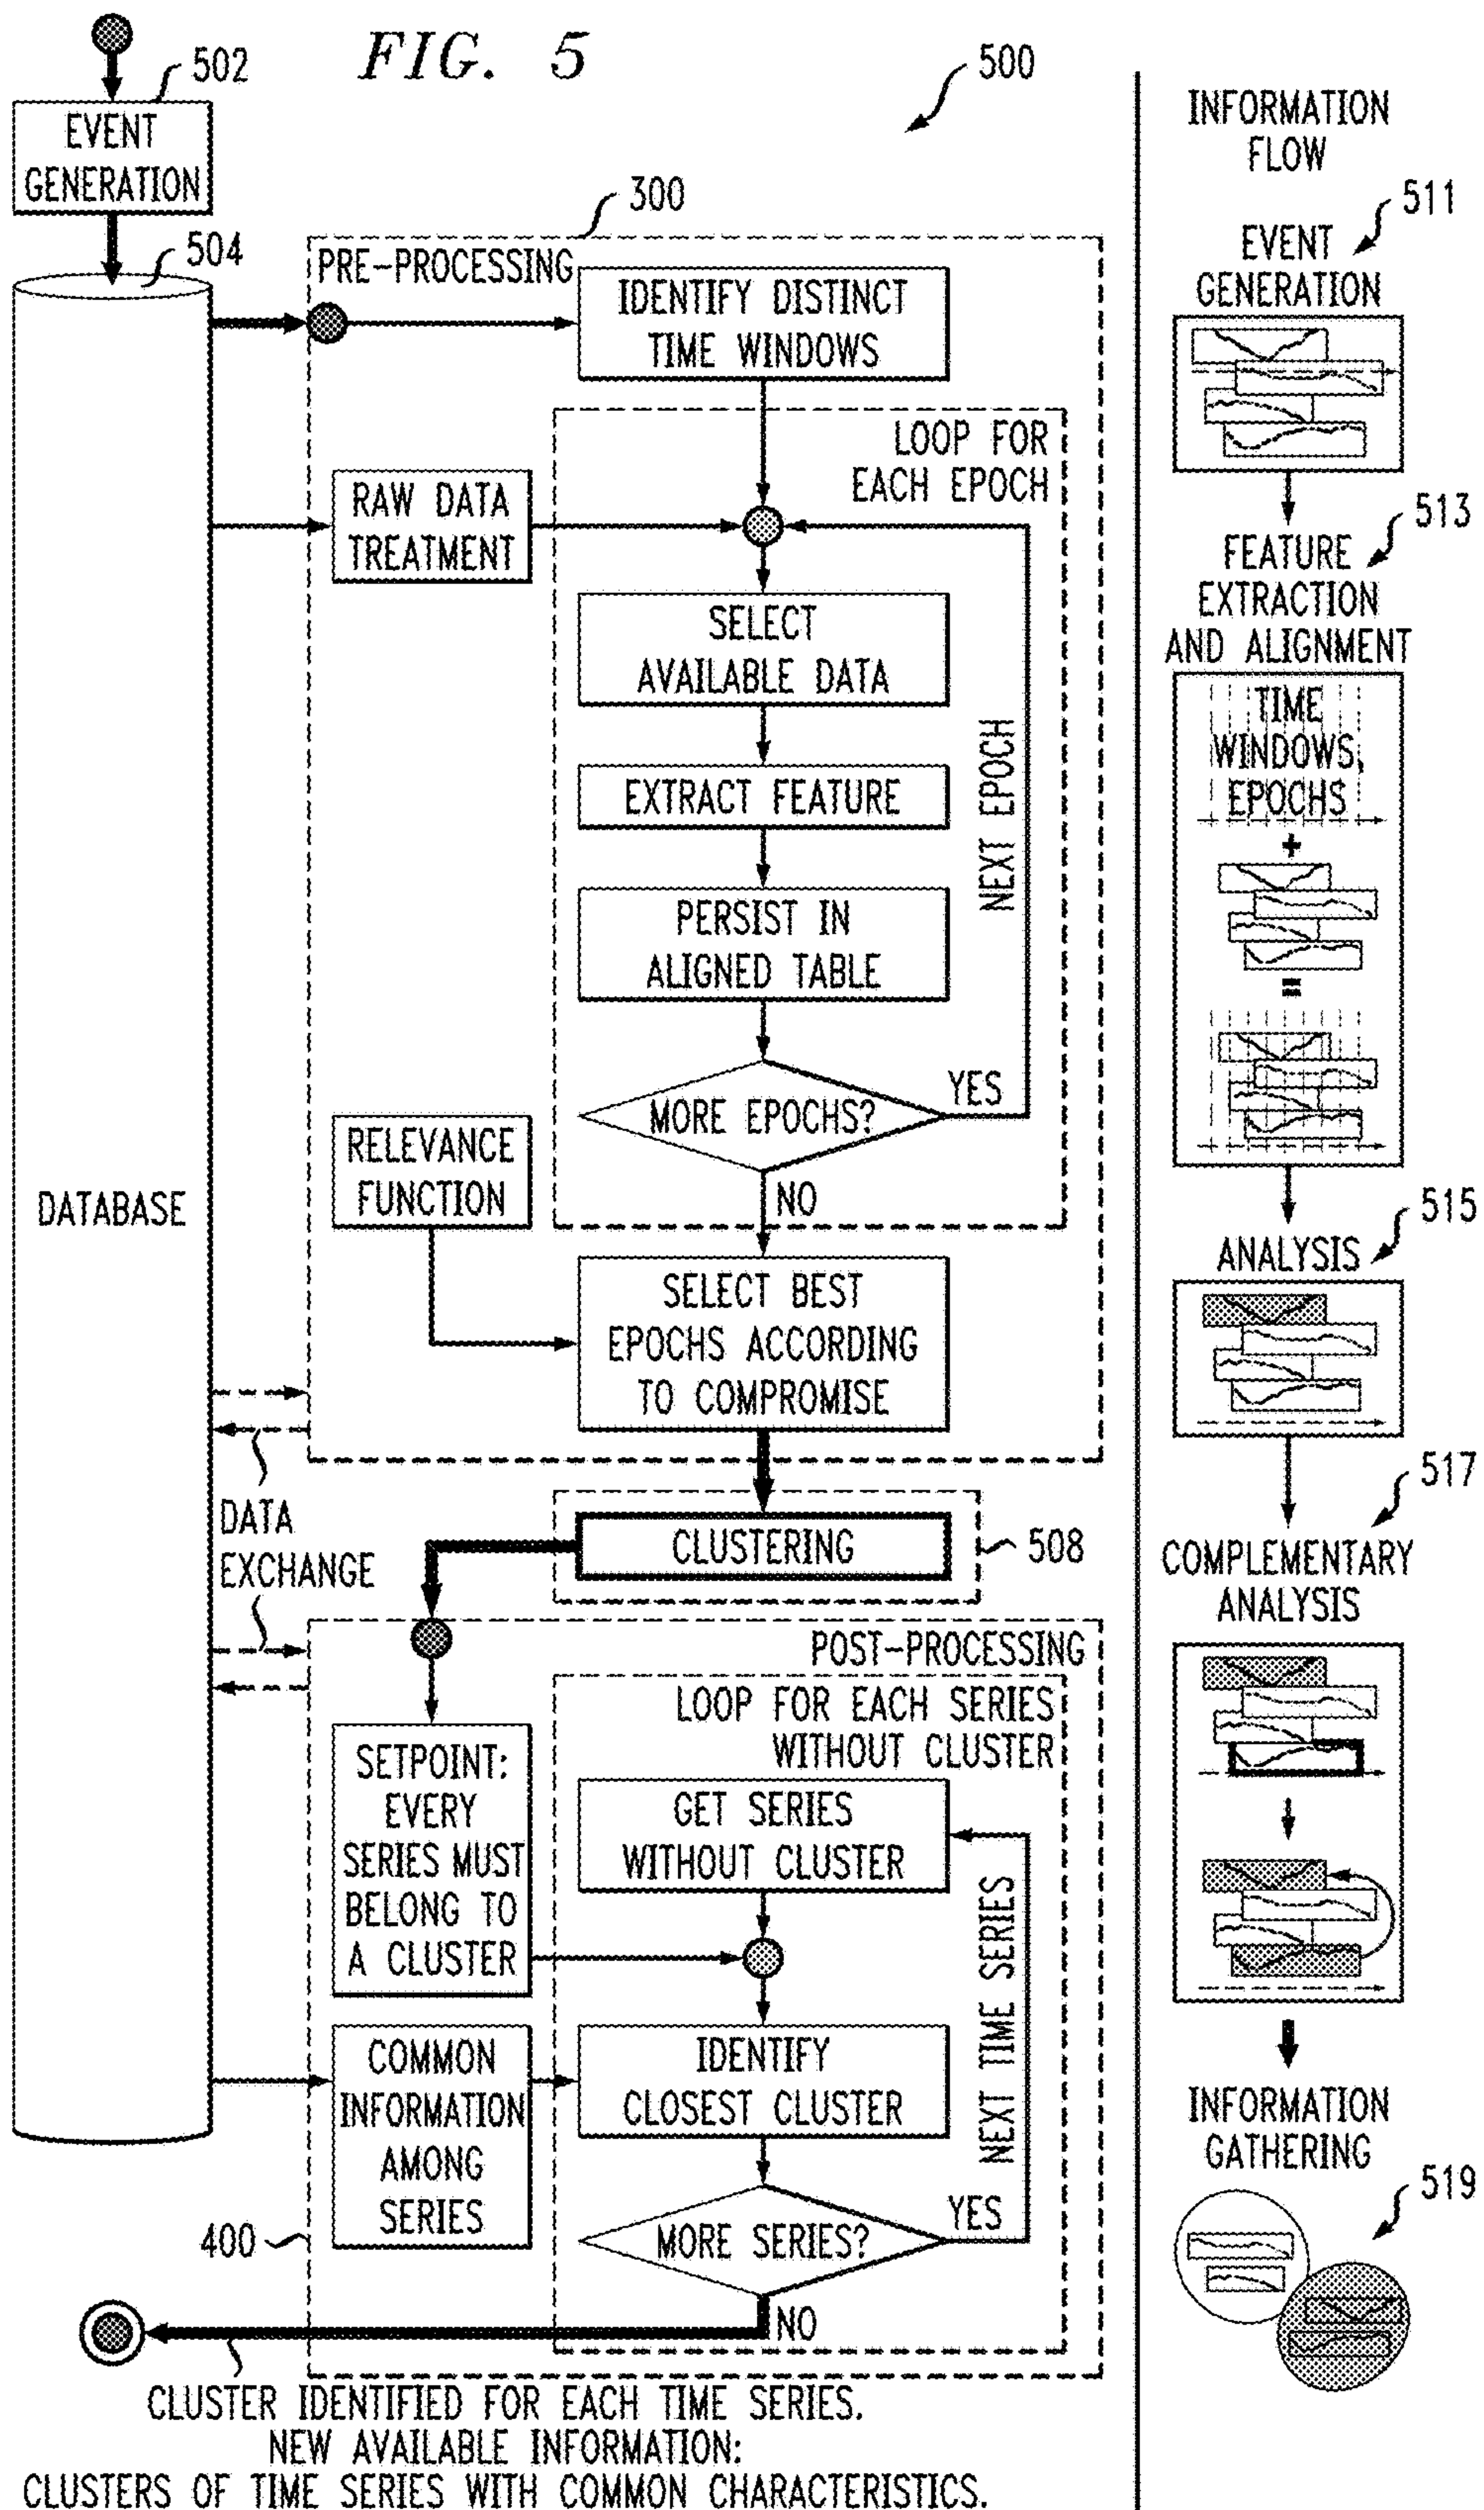 FIG. 5
500
502
EVENT
GENERATION
504
DATABASE
300
PRE-PROCESSING
IDENTIFY DISTINCT
TIME WINDOWS
LOOP FOR
EACH EPOCH
RAW DATA
TREATMENT
SELECT
AVAILABLE DATA
EXTRACT FEATURE
NEXT EPOCH
PERSIST IN
ALIGNED TABLE
MORE EPOCHS?
YES
NO
RELEVANCE
FUNCTION
SELECT BEST
EPOCHS ACCORDING
TO COMPROMISE
DATA
EXCHANGE
CLUSTERING
508
POST-PROCESSING
LOOP FOR EACH SERIES
WITHOUT CLUSTER
SETPOINT:
EVERY
SERIES MUST
BELONG TO
A CLUSTER
GET SERIES
WITHOUT CLUSTER
NEXT TIME SERIES
COMMON
INFORMATION
AMONG
SERIES
IDENTIFY
CLOSEST CLUSTER
MORE SERIES?
YES
NO
400
CLUSTER IDENTIFIED FOR EACH TIME SERIES.
NEW AVAILABLE INFORMATION:
CLUSTERS OF TIME SERIES WITH COMMON CHARACTERISTICS.
INFORMATION
FLOW
511
EVENT
GENERATION
513
FEATURE
EXTRACTION
AND ALIGNMENT
TIME
WINDOWS,
EPOCHS
+
=
515
ANALYSIS
517
COMPLEMENTARY
ANALYSIS
INFORMATION
GATHERING
519